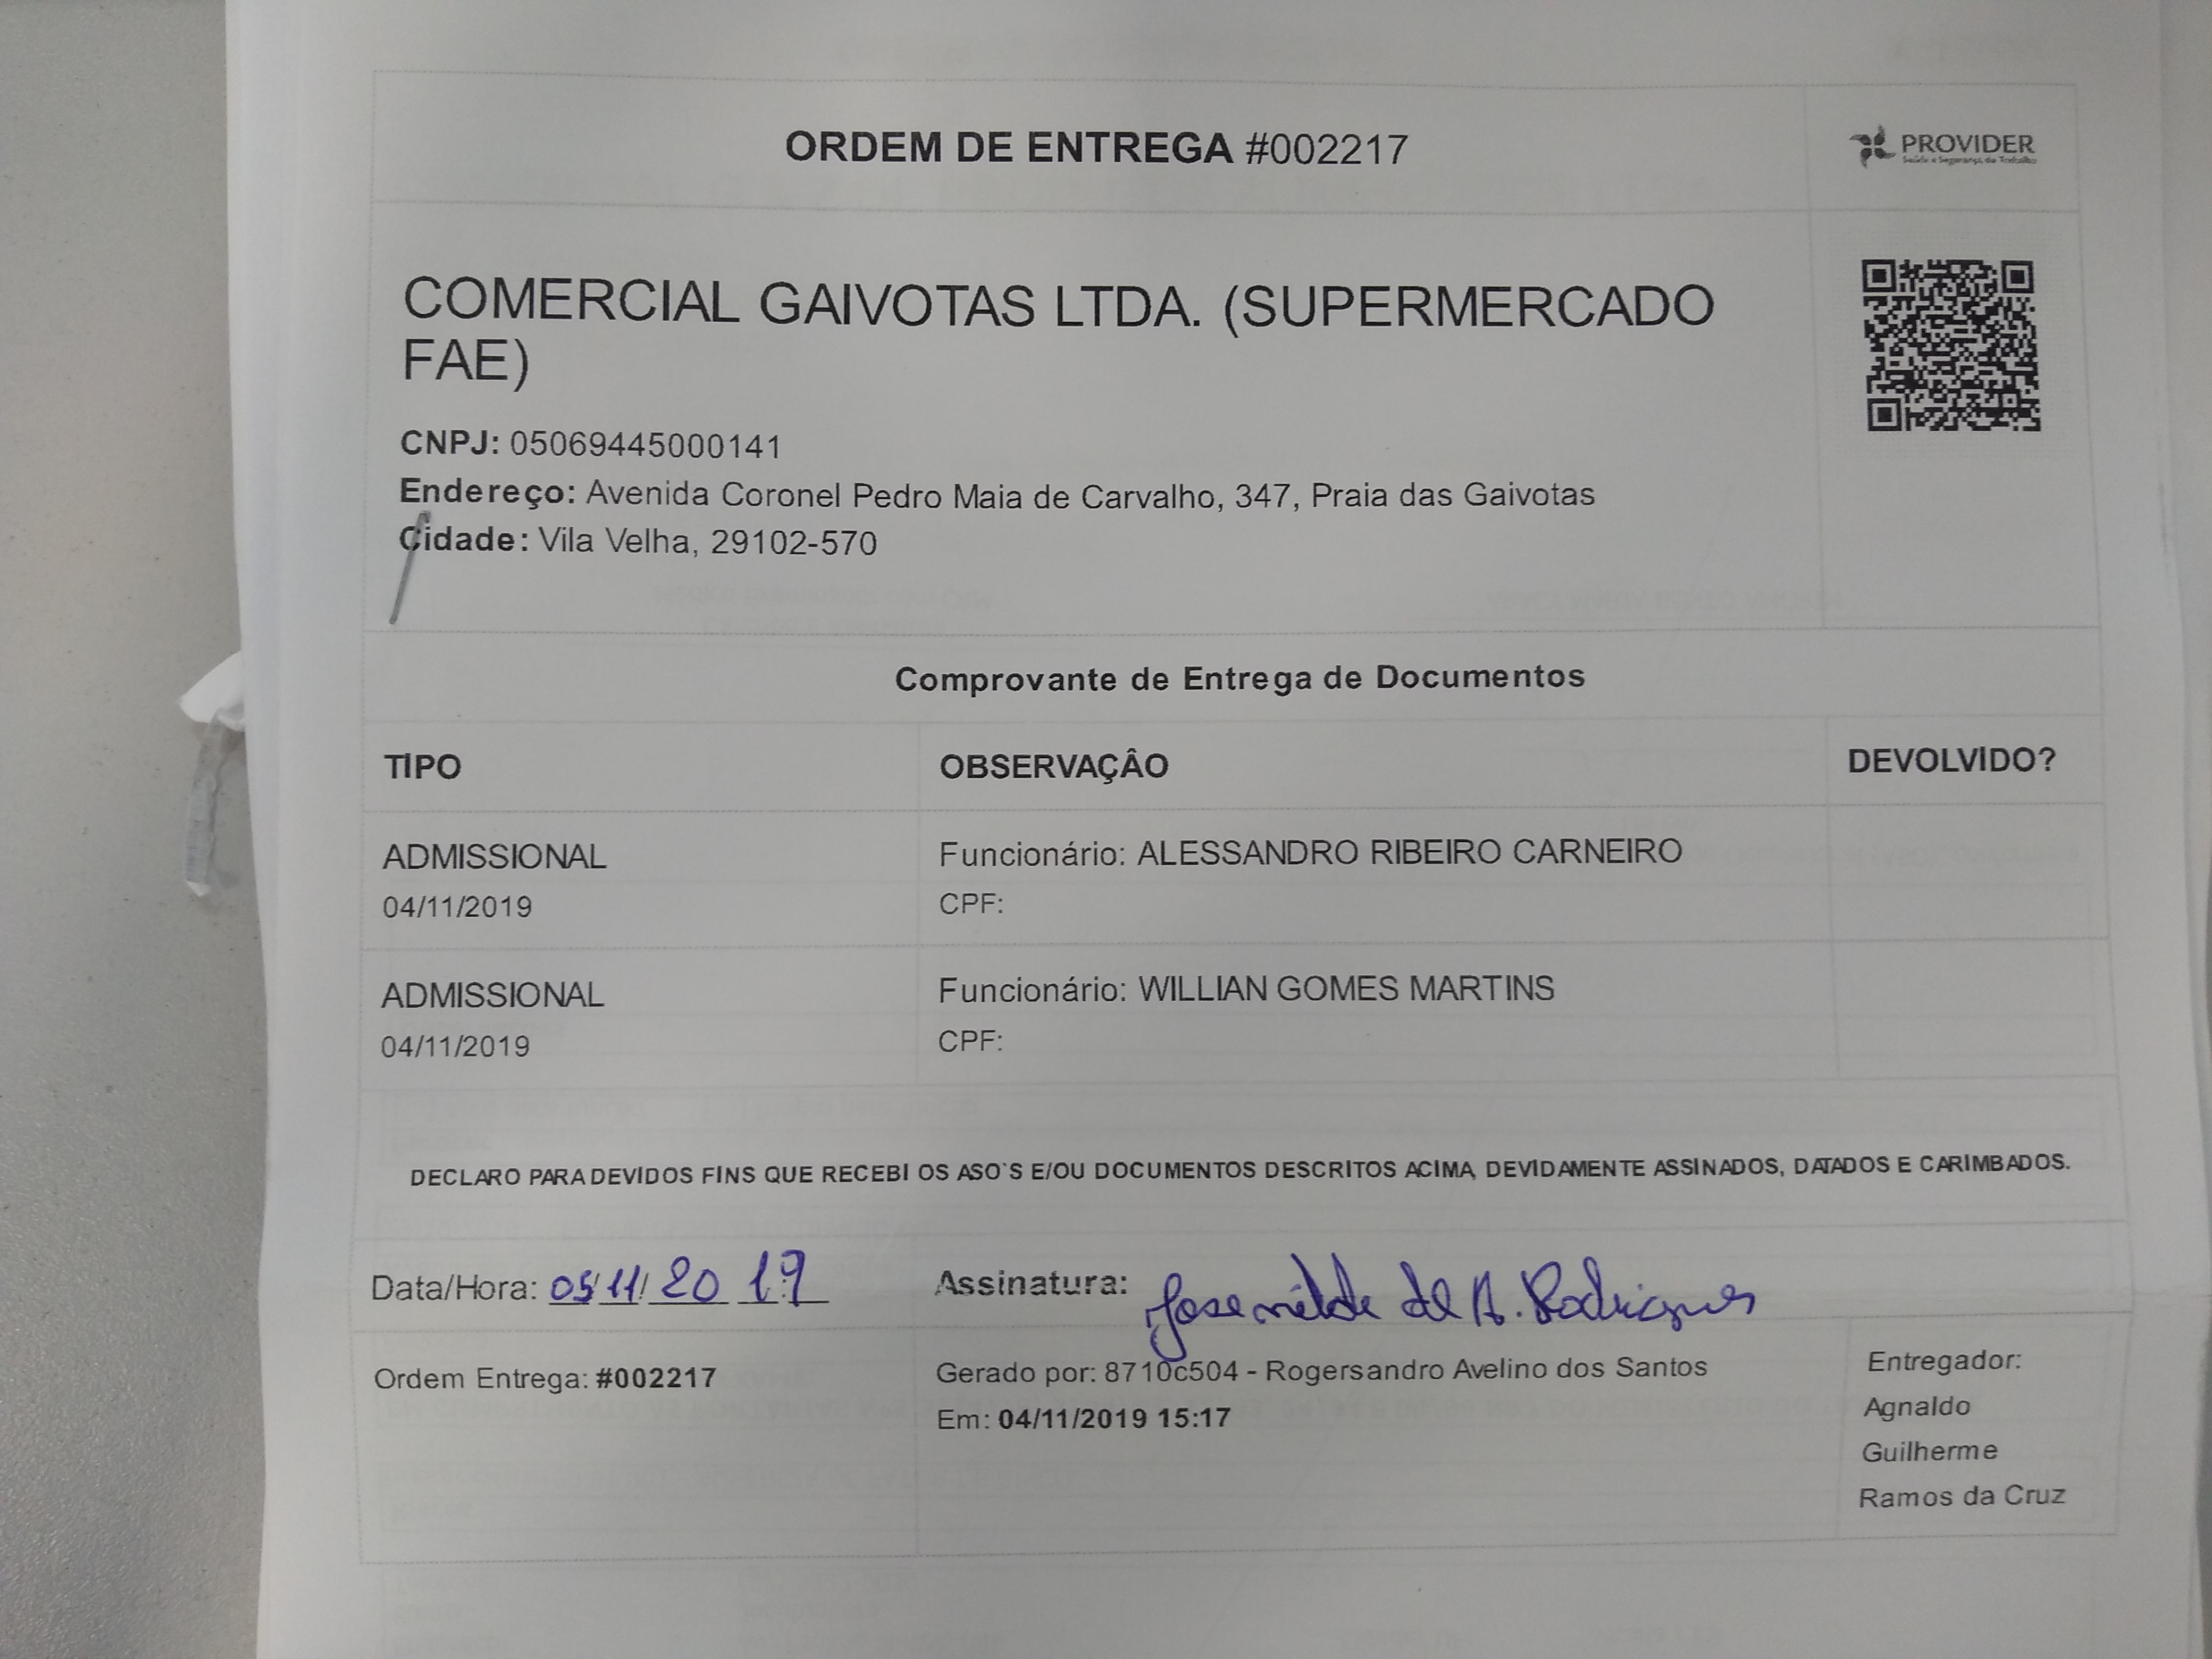 ORDEM DE ENTREGA #002217
PROVIDER
Saúde e Segurança do Trabalho
COMERCIAL GAIVOTAS LTDA. (SUPERMERCADO
FAE)
CNPJ: 05069445000141
Endereço: Avenida Coronel Pedro Maia de Carvalho, 347, Praia das Gaivotas
Cidade: Vila Velha, 29102-570
Comprovante de Entrega de Documentos
TIPO OBSERVAÇÂO DEVOLVIDO?
ADMISSIONAL Funcionário: ALESSANDRO RIBEIRO CARNEIRO
04/11/2019 CPF:
ADMISSIONAL Funcionário: WILLIAN GOMES MARTINS
04/11/2019 CPF:
DECLARO PARA DEVIDOS FINS QUE RECEBI OS ASO`S E/OU DOCUMENTOS DESCRITOS ACIMA, DEVIDAMENTE ASSINADOS, DATADOS E CARIMBADOS.
Data/Hora: 05/11/2019 Assinatura: Josemilde de A. Rodrigues
Ordem Entrega: #002217 Gerado por: 8710c504 - Rogersandro Avelino dos Santos
Em: 04/11/2019 15:17
Entregador:
Agnaldo
Guilherme
Ramos da Cruz